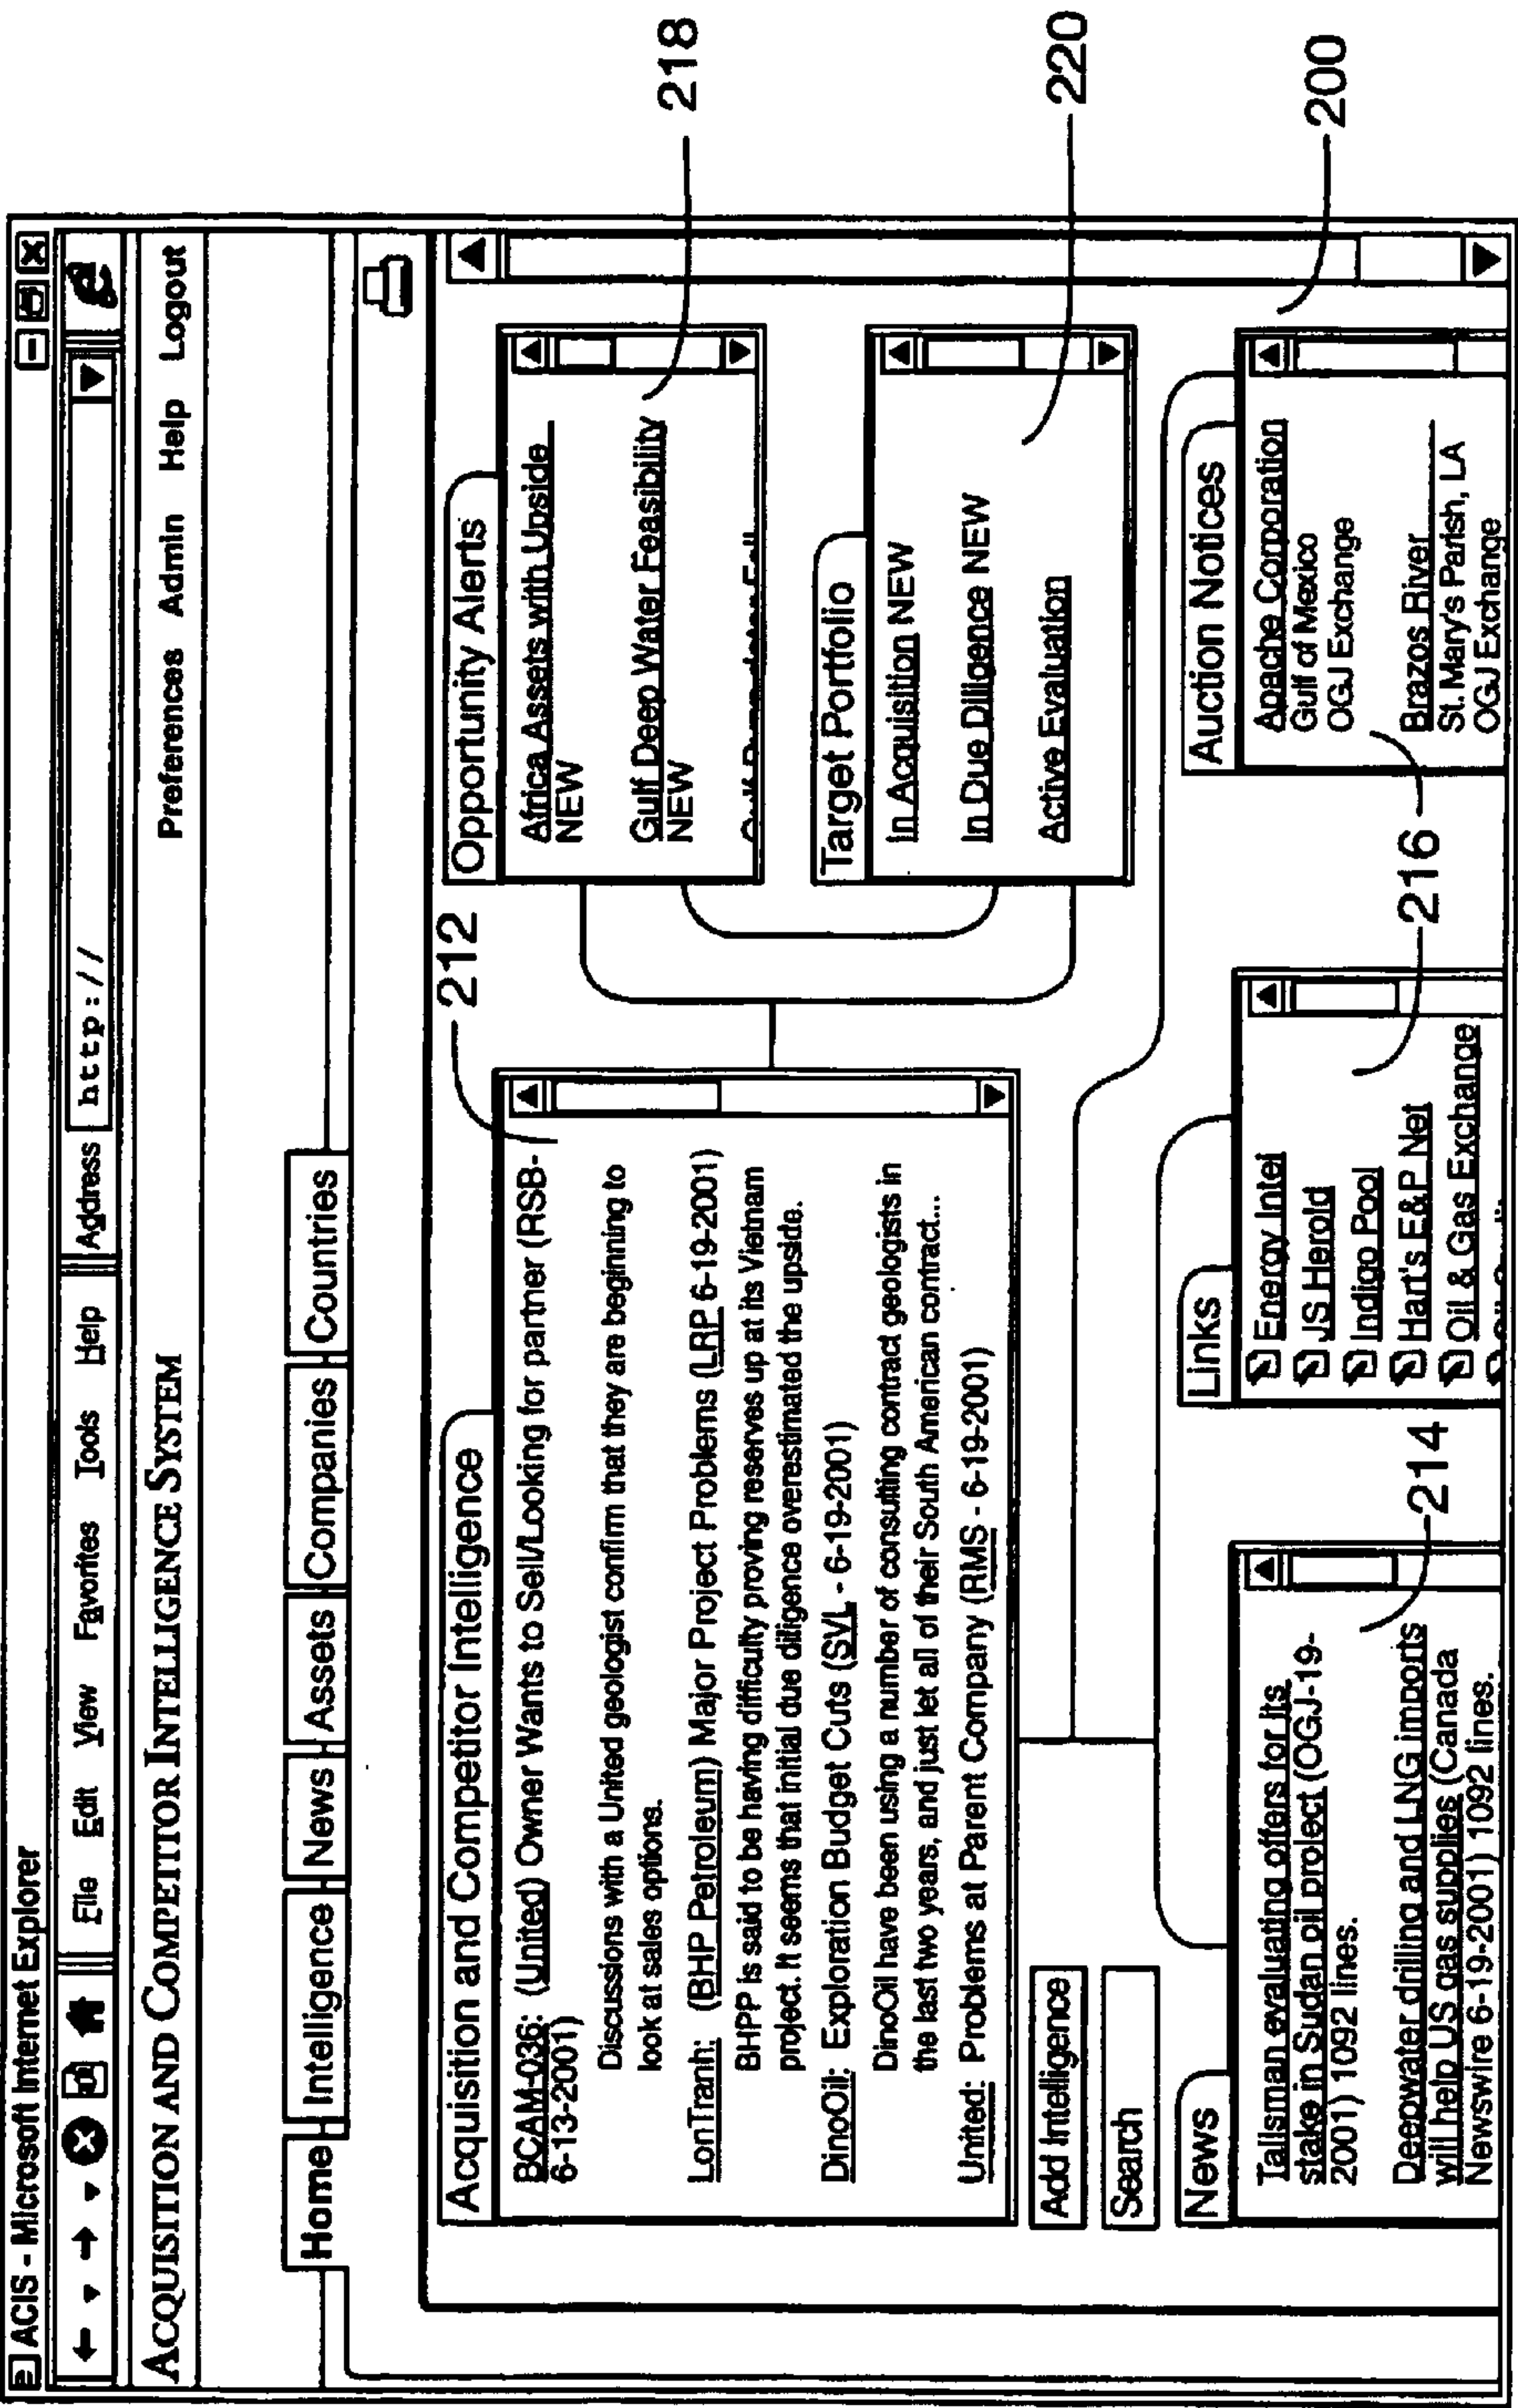 ACIS - Microsoft Internet Explorer
File Edit View Favorites Tools Help Address http://
ACQUISITION AND COMPETITOR INTELLIGENCE SYSTEM
Preferences Admin Help Logout
Home Intelligence News Assets Companies Countries
Acquisition and Competitor Intelligence
212
BCAM-036: (United) Owner Wants to Sell/Looking for partner (RSB-
6-13-2001)
Discussions with a United geologist confirm that they are beginning to
look at sales options.
LonTranh: (BHP Petroleum) Major Project Problems (LRP 6-19-2001)
BHPP is said to be having difficulty proving reserves up at its Vietnam
project. It seems that initial due diligence overestimated the upside.
DinoOil: Exploration Budget Cuts (SVL - 6-19-2001)
DinoOil have been using a number of consulting contract geologists in
the last two years, and just let all of their South American contract...
United: Problems at Parent Company (RMS - 6-19-2001)
Add Intelligence
Search
Opportunity Alerts
Africa Assets with Upside
NEW
Gulf Deep Water Feasibility
NEW
218
Target Portfolio
In Acquisition NEW
In Due Diligence NEW
Active Evaluation
220
200
News
Talisman evaluating offers for its
stake in Sudan oil project (OGJ-19-
2001) 1092 lines.
Deepwater drilling and LNG imports
will help US gas supplies (Canada
Newswire 6-19-2001) 1092 lines.
214
Links
Energy Intel
JS Herold
Indigo Pool
Hart's E&P Net
Oil & Gas Exchange
216
Auction Notices
Apache Corporation
Gulf of Mexico
OGJ Exchange
Brazos River
St. Mary's Parish, LA
OGJ Exchange